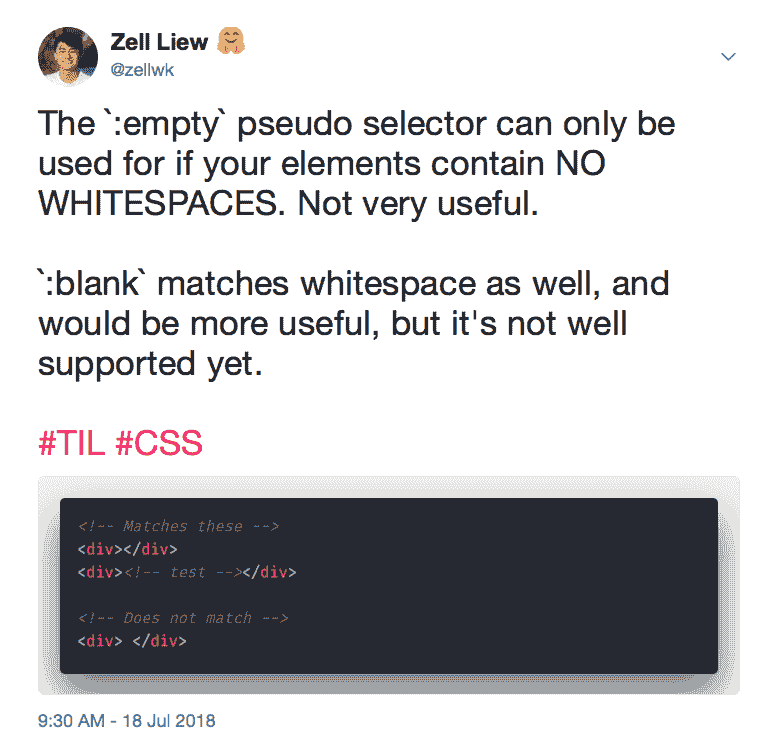 Zell Liew 🤗
@zellwk
The `:empty` pseudo selector can only be
used for if your elements contain NO
WHITESPACES. Not very useful.
`:blank` matches whitespace as well, and
would be more useful, but it's not well
supported yet.
#TIL #CSS
<!-- Matches these -->
<div></div>
<div><!-- test --></div>
<!-- Does not match -->
<div> </div>
9:30 AM - 18 Jul 2018